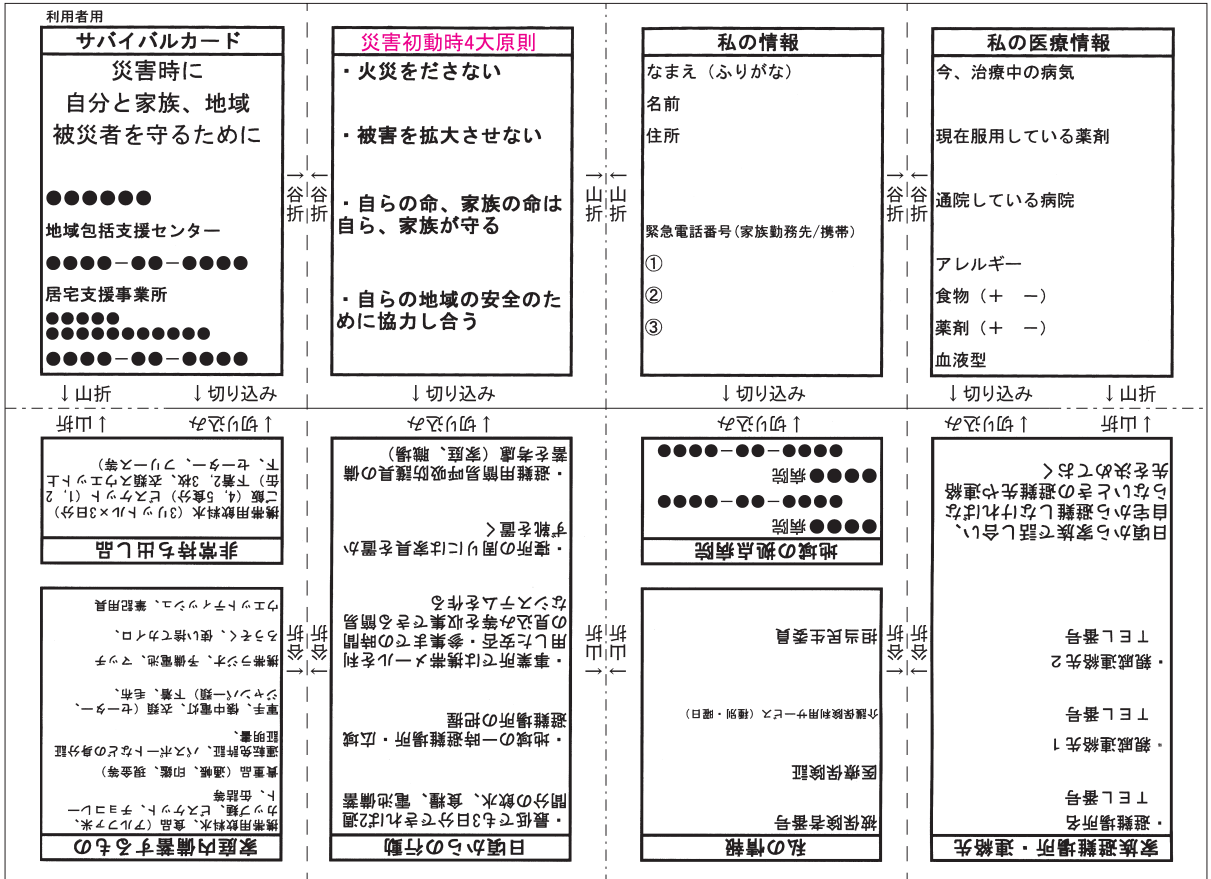 利用者用
サバイバルカード
災害時に
自分と家族、地域
被災者を守るために
●●●●●●
地域包括支援センター
●●●●－●●－●●●●
居宅支援事業所
●●●●●
●●●●●●●●●●●
●●●●－●●－●●●●
↓山折
↓切り込み
←谷折
←谷折
災害初動時4大原則
・火災をださない
・被害を拡大させない
・自らの命、家族の命は
自ら、家族が守る
・自らの地域の安全のた
めに協力し合う
↓切り込み
←山折
←山折
私の情報
なまえ（ふりがな）
名前
住所
緊急電話番号(家族勤務先/携帯)
①
②
③
↓切り込み
←谷折
←谷折
私の医療情報
今、治療中の病気
現在服用している薬剤
通院している病院
アレルギー
食物（＋　－）
薬剤（＋　－）
血液型
↓切り込み
↓山折
家族避難場所・連絡先
・避難場所名
TEL番号
・親戚連絡先1
TEL番号
・親戚連絡先2
TEL番号
日頃から家族で話し合い、
自宅から避難しなければな
らないときの避難先や連絡
先を決めておく
↓山折
↓切り込み
←谷折
←谷折
私の情報
被保険者番号
医療保険証
介護保険利用サービス（種別・曜日）
担当民生委員
地域の拠点病院
●●●●病院
●●●●－●●－●●●●
●●●●病院
●●●●－●●－●●●●
↓切り込み
←山折
←山折
日頃からの行動
・最低でも3日分できれば2週
間分の飲水、食糧、電池備蓄
・地域の一時避難場所・広域
避難場所の把握
・事業所では携帯メールを利
用した安否・参集までの時間
の見込み等を収集できる簡易
なシステムを作る
・寝所の周りには家具を置か
ず靴を置く
・避難用簡易呼吸防護具の備
蓄を考慮（家庭、職場）
↓切り込み
←谷折
←谷折
家庭内備蓄するもの
携帯用飲料水、食品（アルファ米、
カップ麺、ビスケット、チョコレー
ト、缶詰等
貴重品（通帳、印鑑、現金等）
運転免許証、パスポートなどの身分証
証明書、
軍手、懐中電灯、衣類（セーター、
ジャンパー類）下着、毛布、
携帯ラジオ、予備電池、マッチ
ろうそく、使い捨てカイロ、
ウエットティッシュ、筆記用具
非常持ち出し品
携帯用飲料水（3リットル×3日分）
ご飯（4, 5食分）ビスケット（1, 2
缶）下着2, 3枚、衣類スウエット上
下、セーター、フリース等）
↓切り込み
↓山折